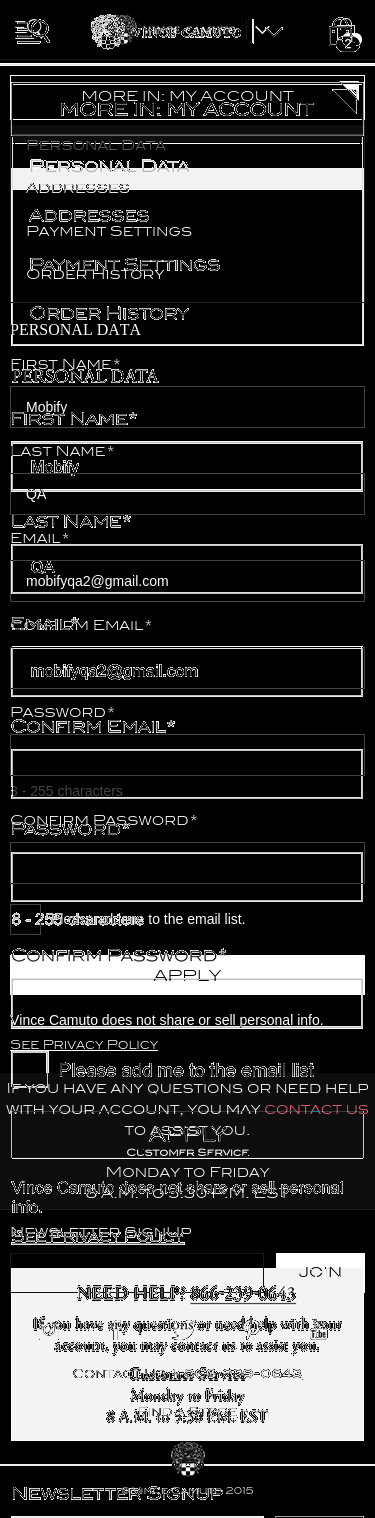 VINCE CAMUTO
2
MORE IN: MY ACCOUNT
MORE IN: MY ACCOUNT
Personal Data
Personal Data
Addresses
Addresses
Payment Settings
Payment Settings
Order History
Order History
PERSONAL DATA
First Name*
PERSONAL DATA
Mobify
First Name*
Last Name*
Mobify
QA
Last Name*
Email*
QA
mobifyqa2@gmail.com
Email*
Confirm Email*
mobifyqa2@gmail.com
Password*
Confirm Email*
8 - 255 characters
Confirm Password*
Password*
8 - 255 characters
Please add me to the email list.
Confirm Password*
APPLY
Vince Camuto does not share or sell personal info.
See Privacy Policy
Please add me to the email list
If you have any questions or need help
with your account, you may contact us
to assist you.
APPLY
Customer Service
Monday to Friday
Vince Camuto does not share or sell personal
8 A.M. to 5:30 P.M. EST
info.
Newsletter Signup
See Privacy Policy
JOIN
NEED HELP? 866-239-0643
If you have any questions or need help with your
account, you may contact us to assist you.
Customer Service
Monday to Friday
8 A.M. to 5:30 P.M. EST
Newsletter Signup
2015